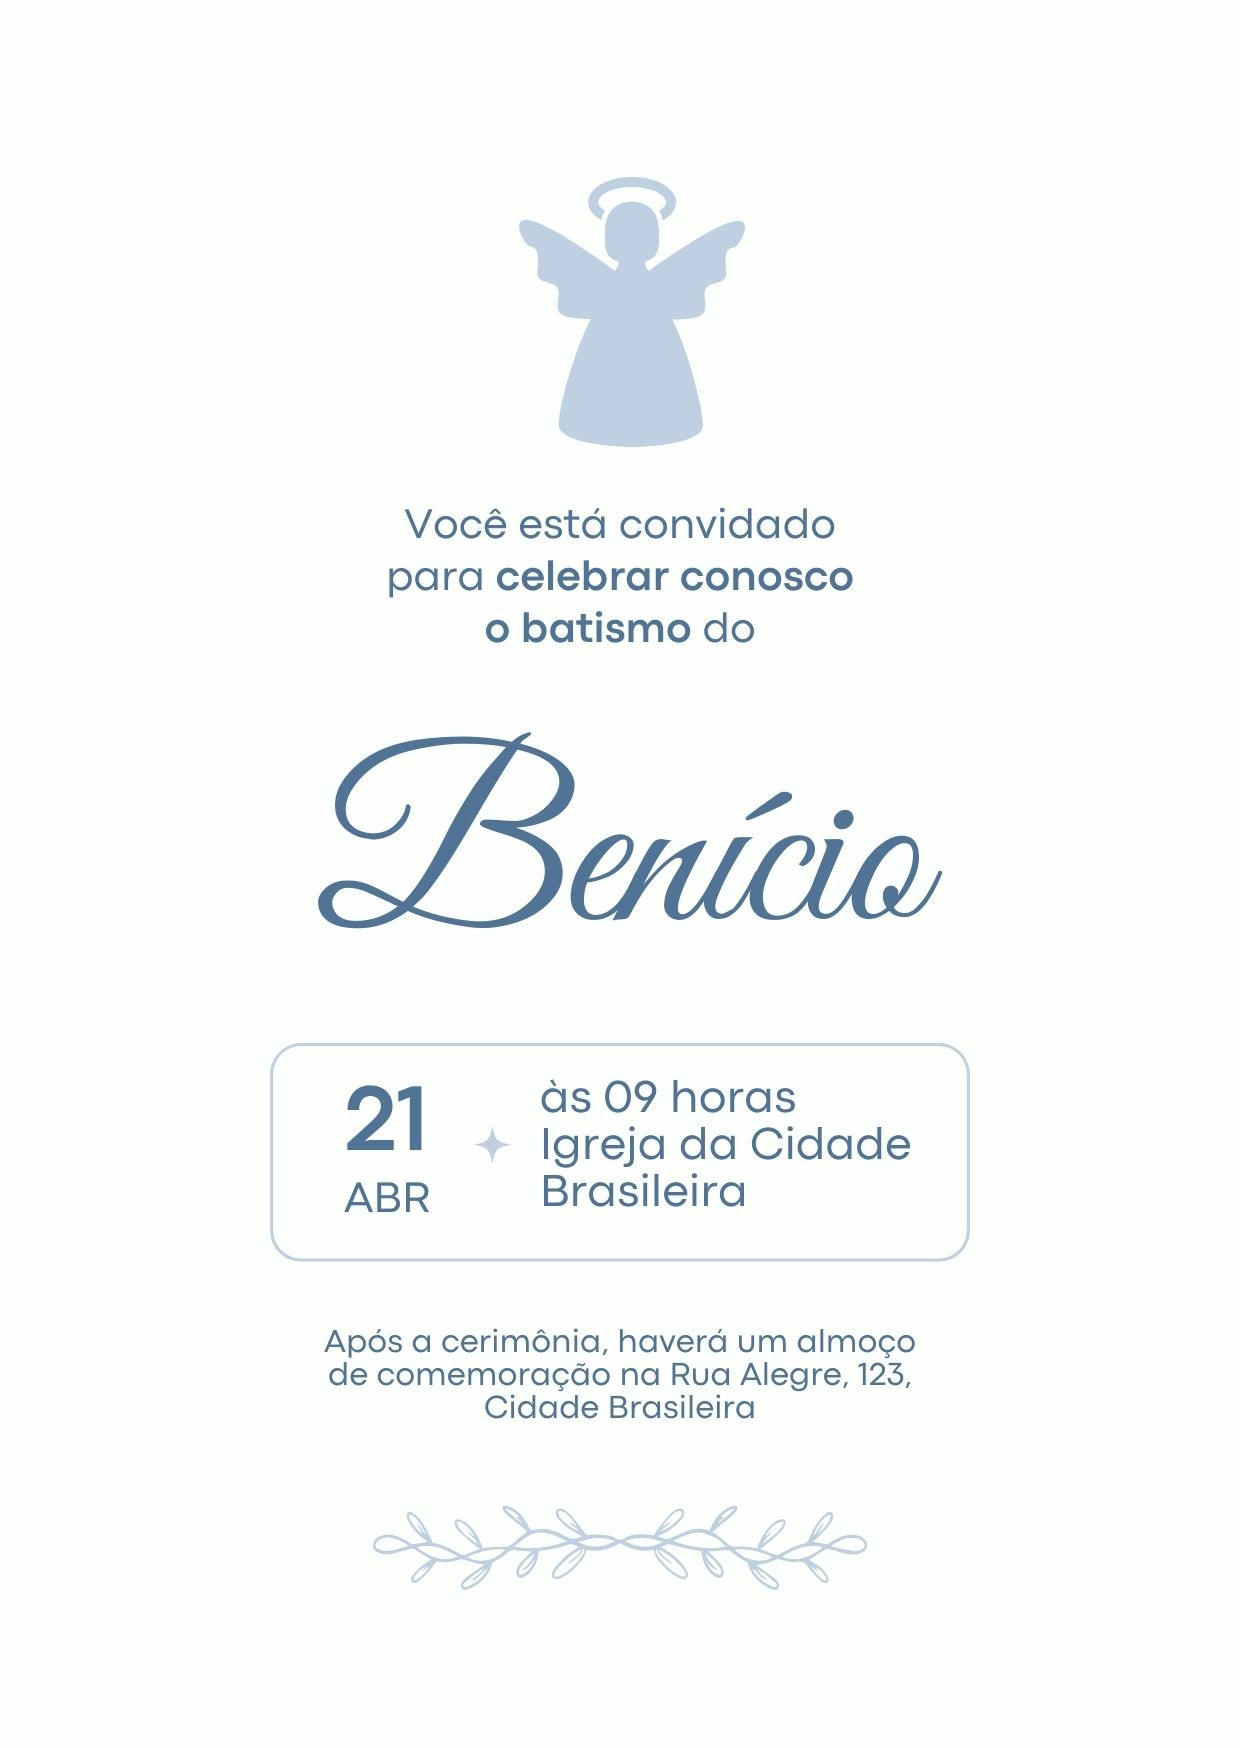 Você está convidado
para celebrar conosco
o batismo do
Benício
21
ABR
às 09 horas
Igreja da Cidade
Brasileira
Após a cerimônia, haverá um almoço
de comemoração na Rua Alegre, 123,
Cidade Brasileira